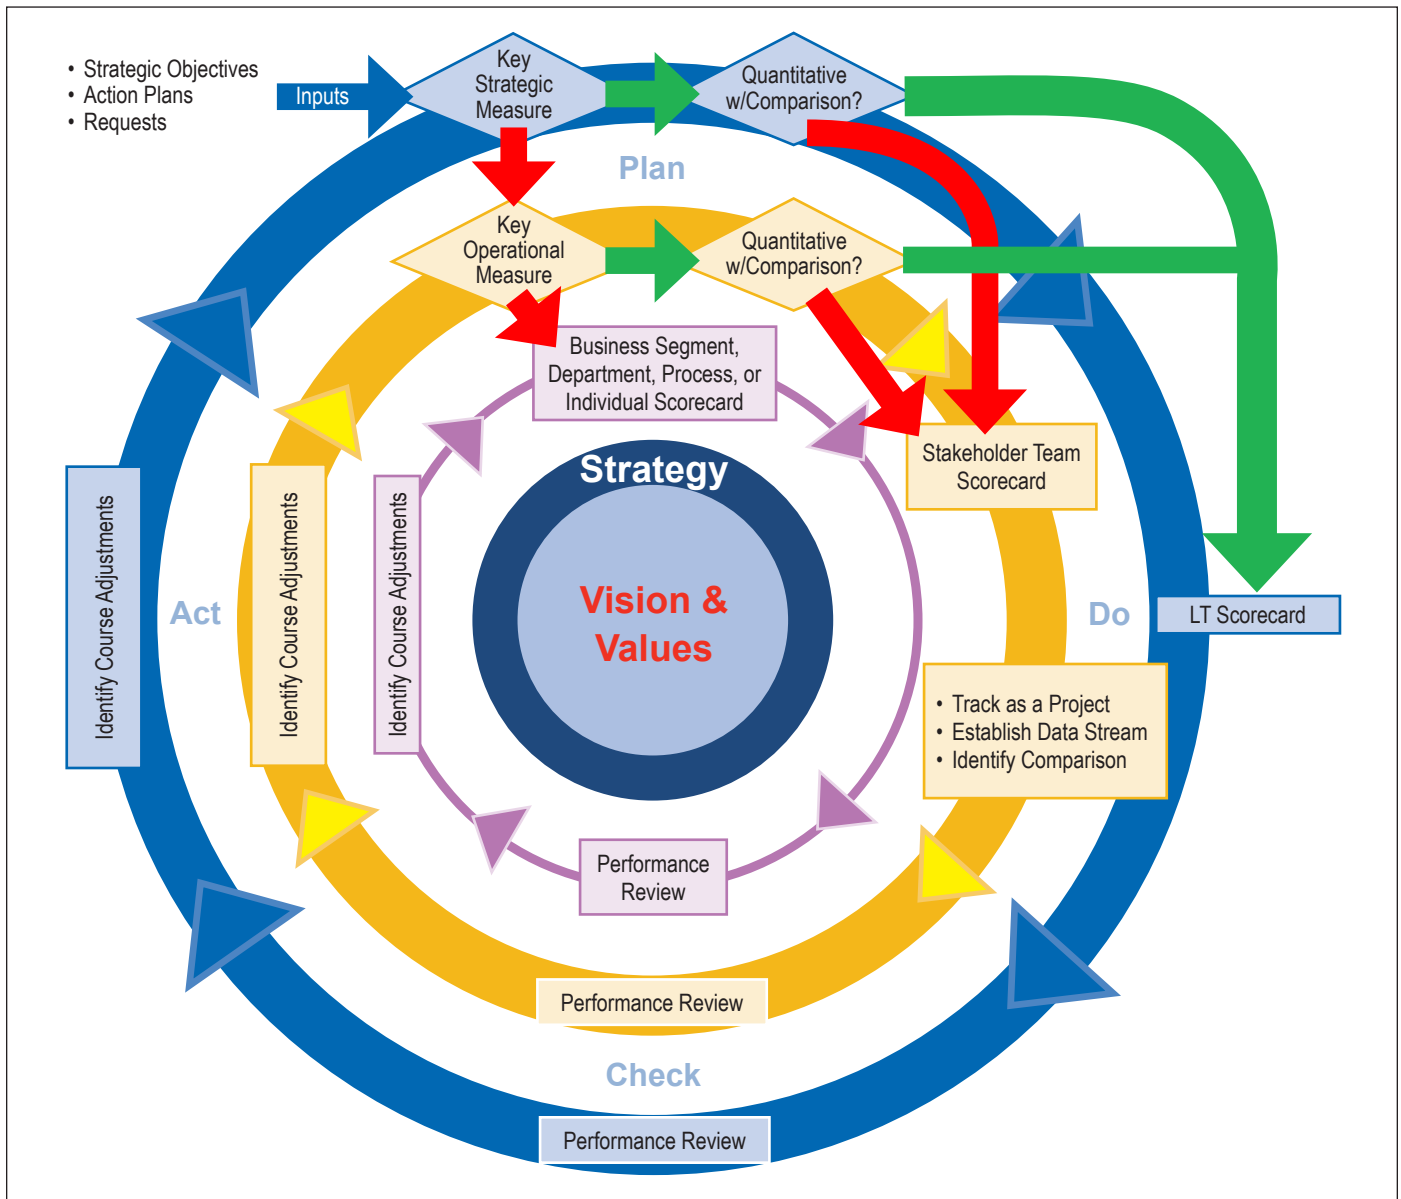 • Strategic Objectives
• Action Plans
• Requests
Inputs
Key
Strategic
Measure
Quantitative
w/Comparison?
Plan
Key
Operational
Measure
Quantitative
w/Comparison?
Business Segment,
Department, Process, or
Individual Scorecard
Stakeholder Team
Scorecard
Strategy
Vision &
Values
Identify Course Adjustments
Act
Identify Course Adjustments
Identify Course Adjustments
Do
LT Scorecard
• Track as a Project
• Establish Data Stream
• Identify Comparison
Performance
Review
Performance Review
Check
Performance Review